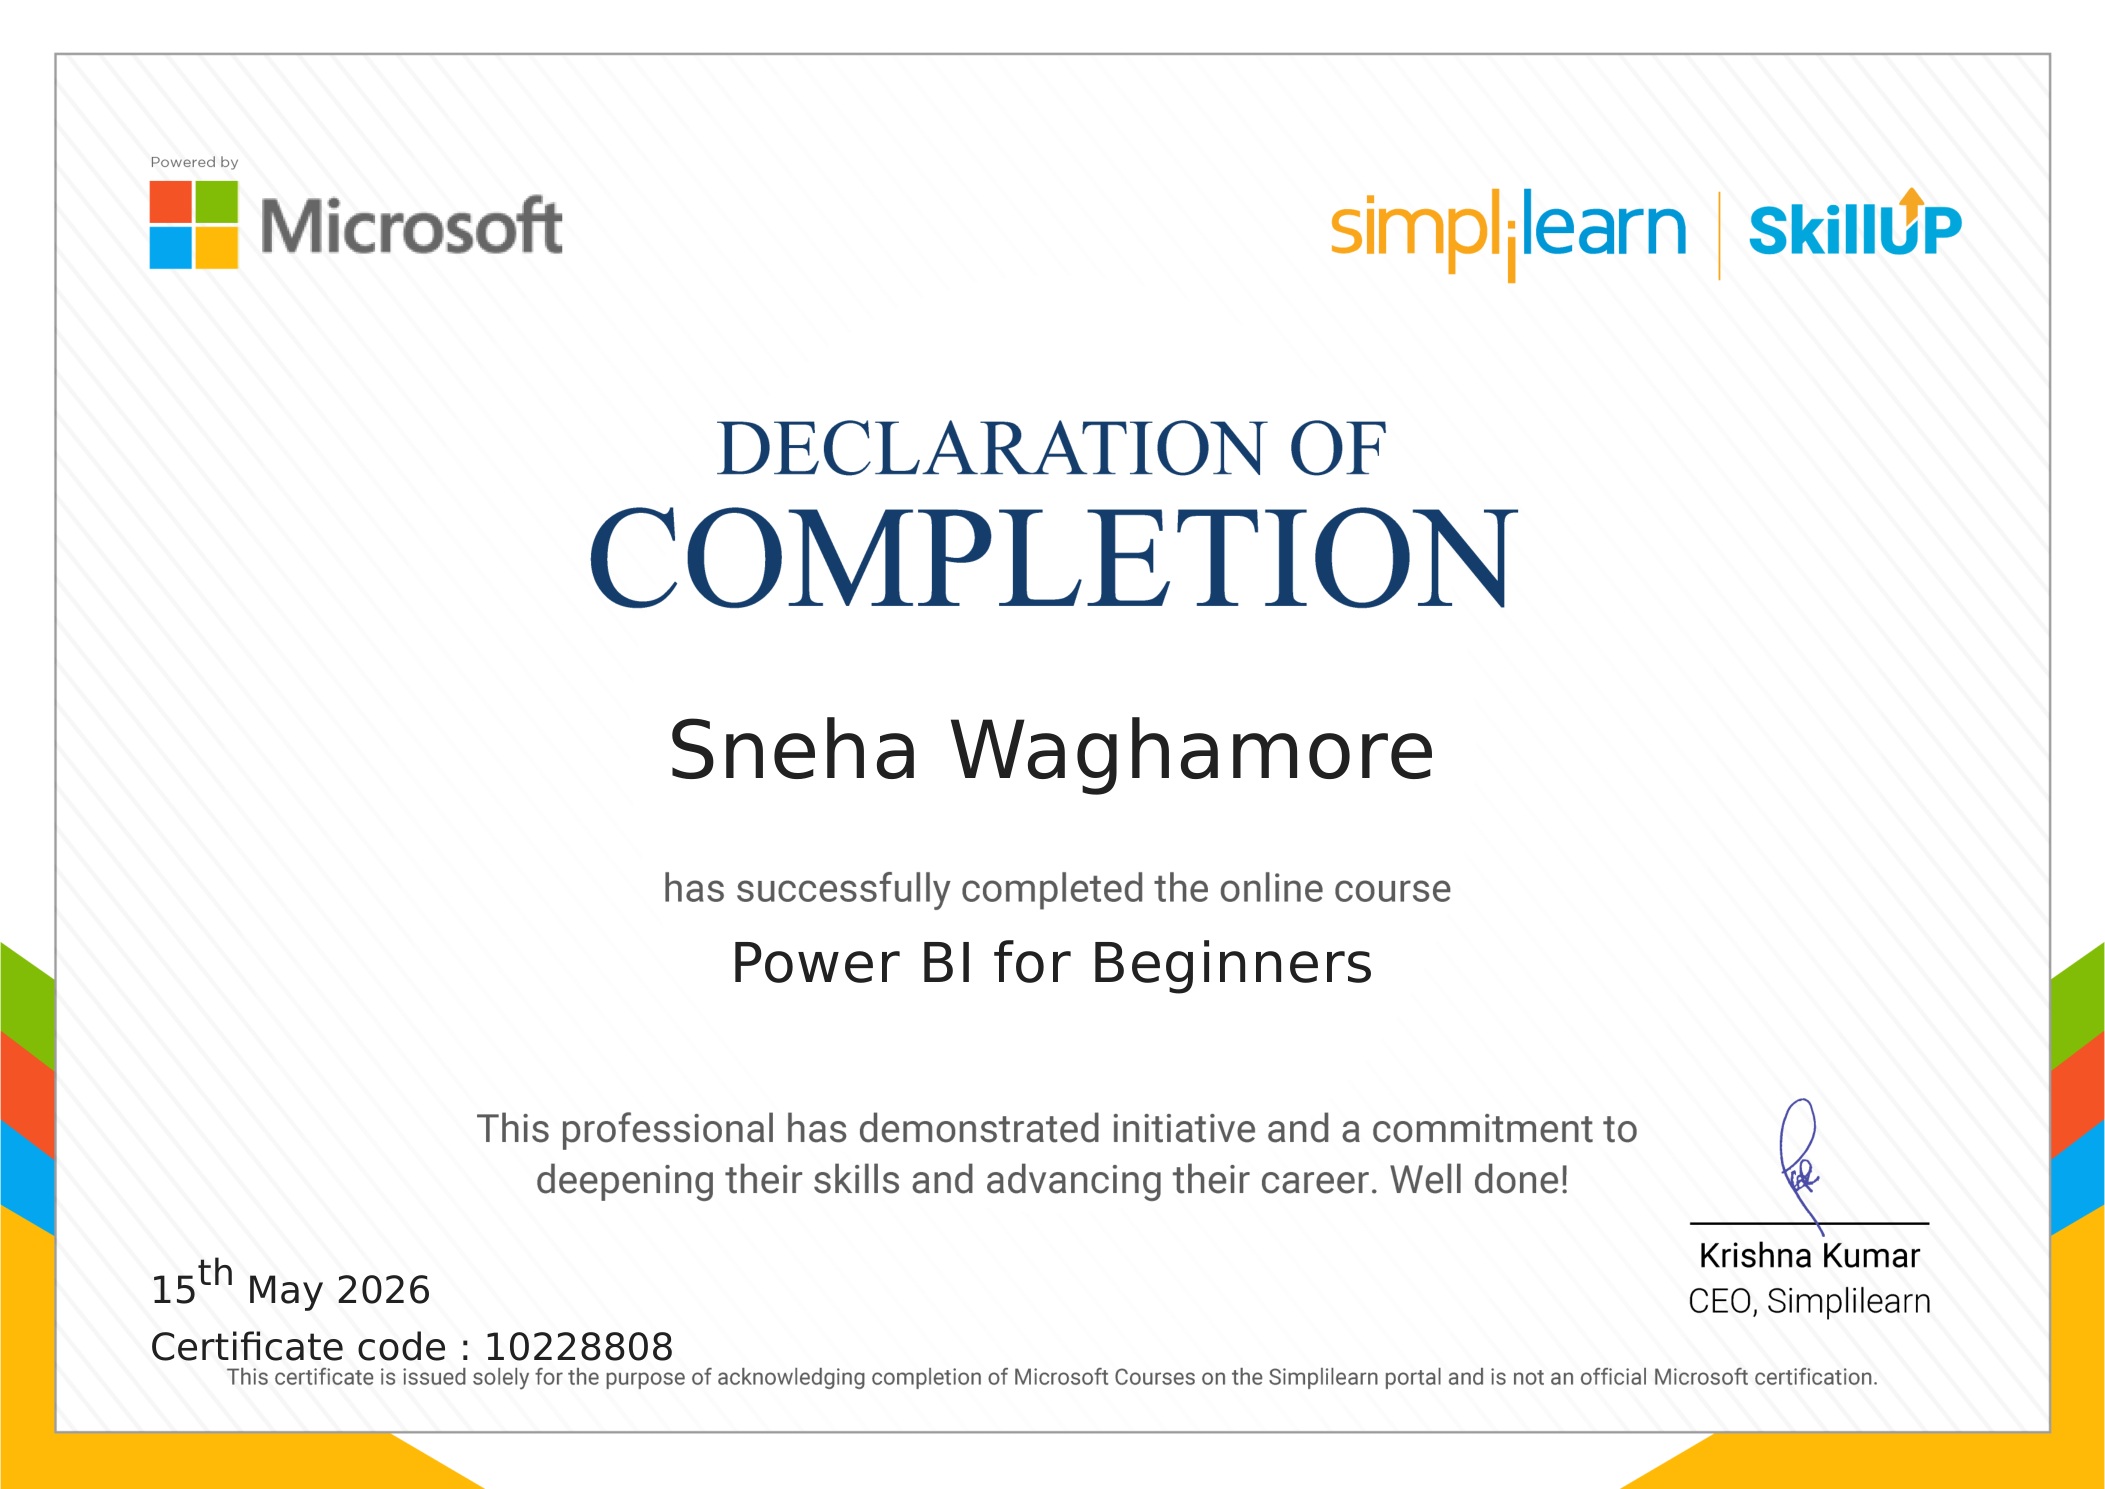 Powered by
Microsoft
simplilearn | SkillUP
DECLARATION OF
COMPLETION
Sneha Waghamore
has successfully completed the online course
Power BI for Beginners
This professional has demonstrated initiative and a commitment to
deepening their skills and advancing their career. Well done!
Krishna Kumar
CEO, Simplilearn
15th May 2026
Certificate code : 10228808
This certificate is issued solely for the purpose of acknowledging completion of Microsoft Courses on the Simplilearn portal and is not an official Microsoft certification.